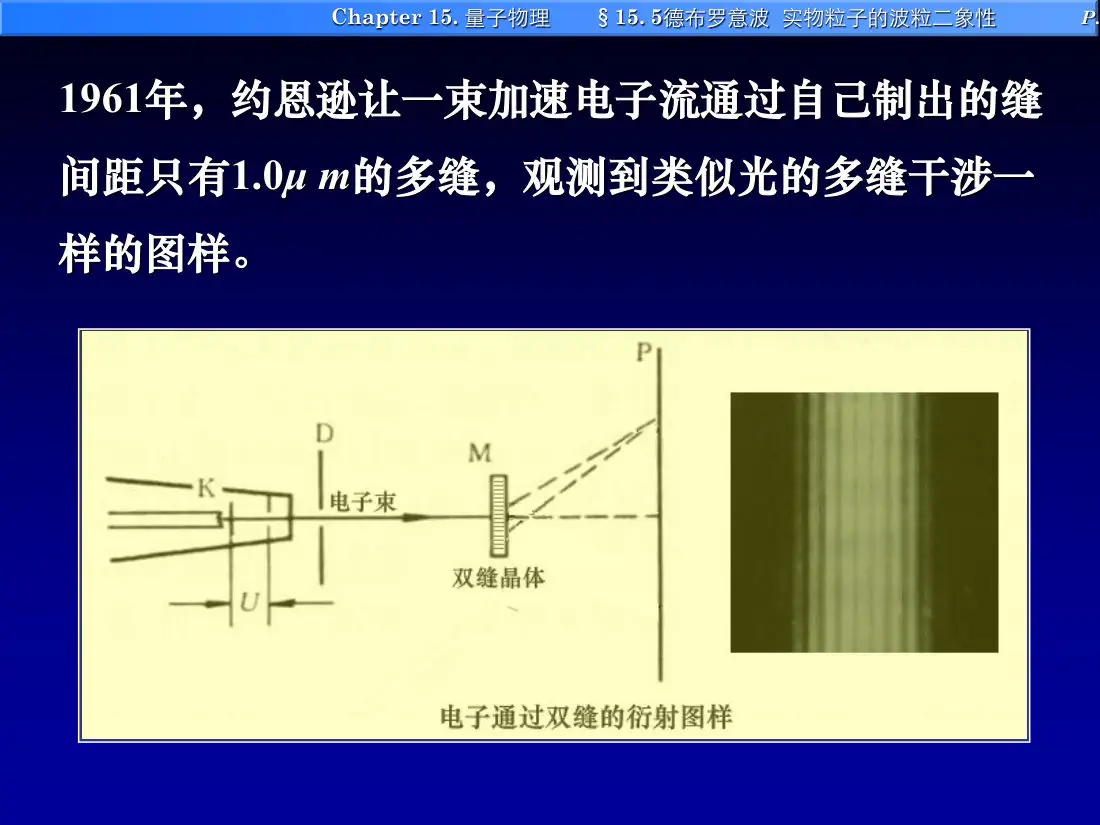 Chapter 15. 量子物理 §15. 5德布罗意波 实物粒子的波粒二象性 P.
1961年，约恩逊让一束加速电子流通过自己制出的缝
间距只有1.0μ m的多缝，观测到类似光的多缝干涉一
样的图样。
P
D
M
K
电子束
双缝晶体
U
电子通过双缝的衍射图样